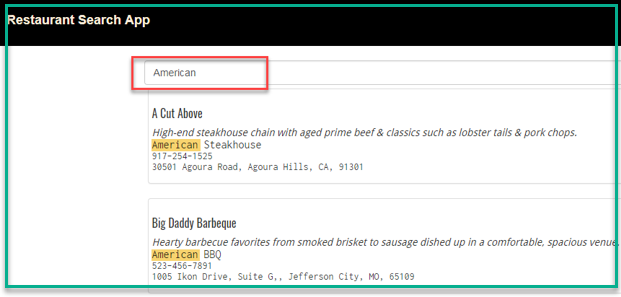 Restaurant Search App
American
A Cut Above
High-end steakhouse chain with aged prime beef & classics such as lobster tails & pork chops.
American Steakhouse
917-254-1525
30501 Agoura Road, Agoura Hills, CA, 91301
Big Daddy Barbeque
Hearty barbecue favorites from smoked brisket to sausage dished up in a comfortable, spacious venue.
American BBQ
523-456-7891
1005 Ikon Drive, Suite G,, Jefferson City, MO, 65109